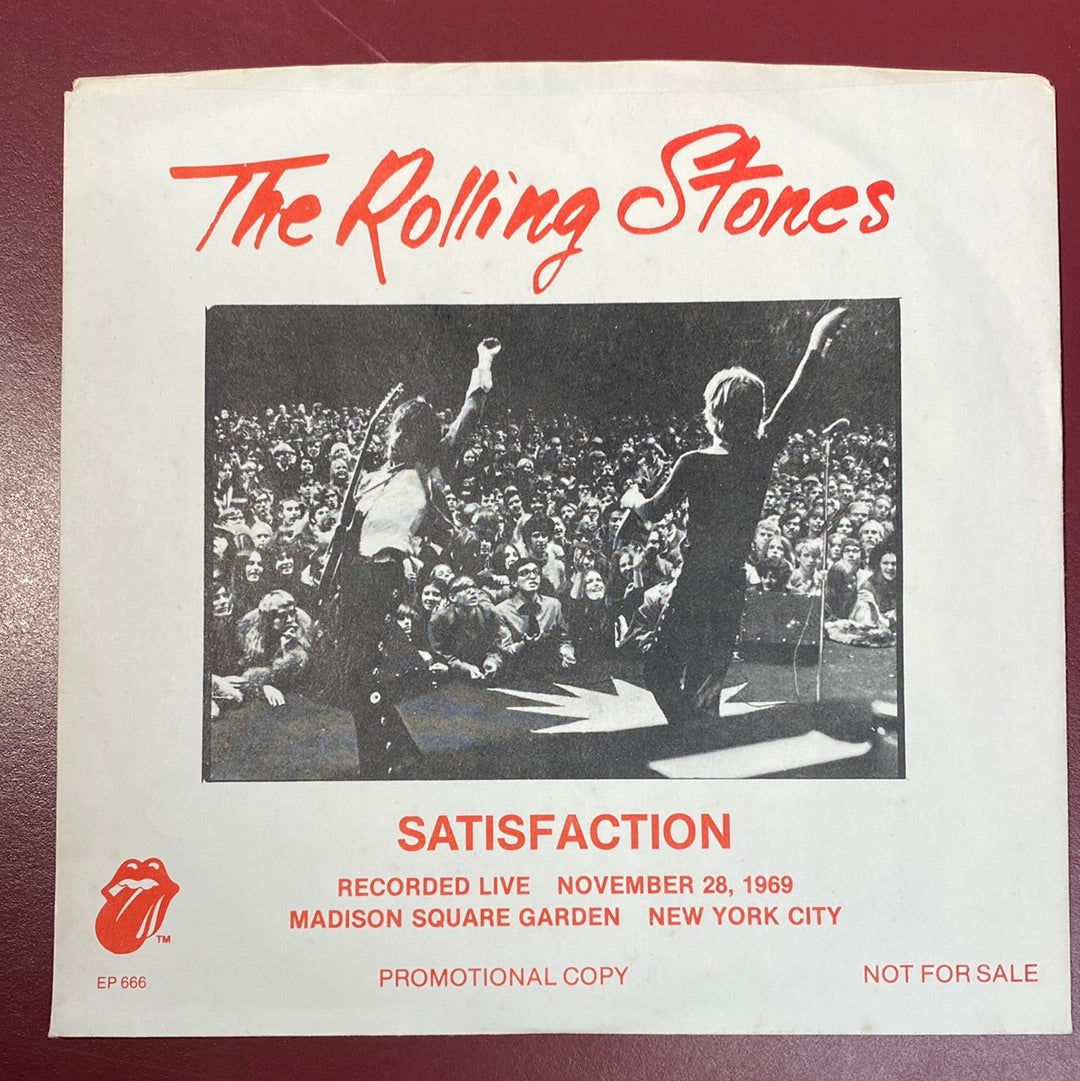 The Rolling Stones
SATISFACTION
RECORDED LIVE NOVEMBER 28, 1969
MADISON SQUARE GARDEN NEW YORK CITY
TM
EP 666
PROMOTIONAL COPY
NOT FOR SALE